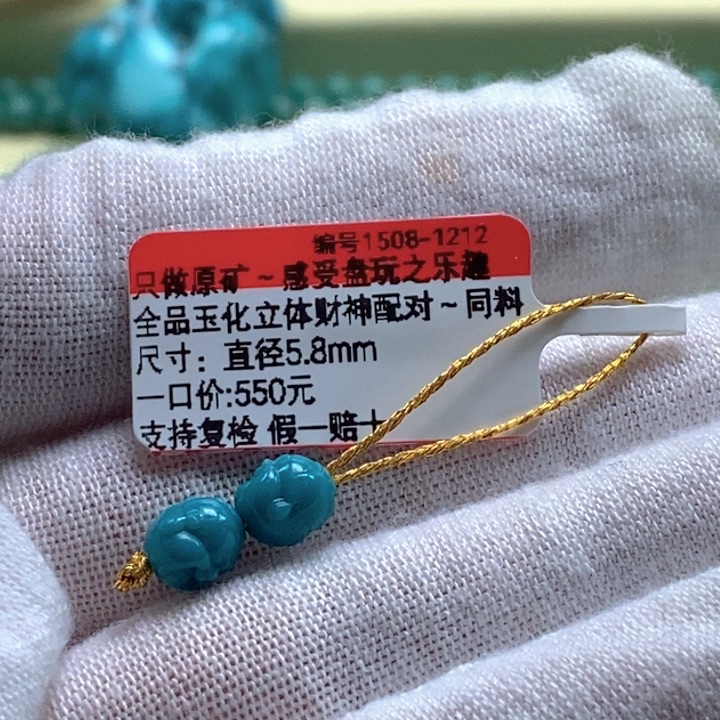 编号1508-1212
只做原矿~感受盘玩之乐趣
全品玉化立体财神配对~同料
尺寸：直径5.8mm
一口价:550元
支持复检 假一赔十